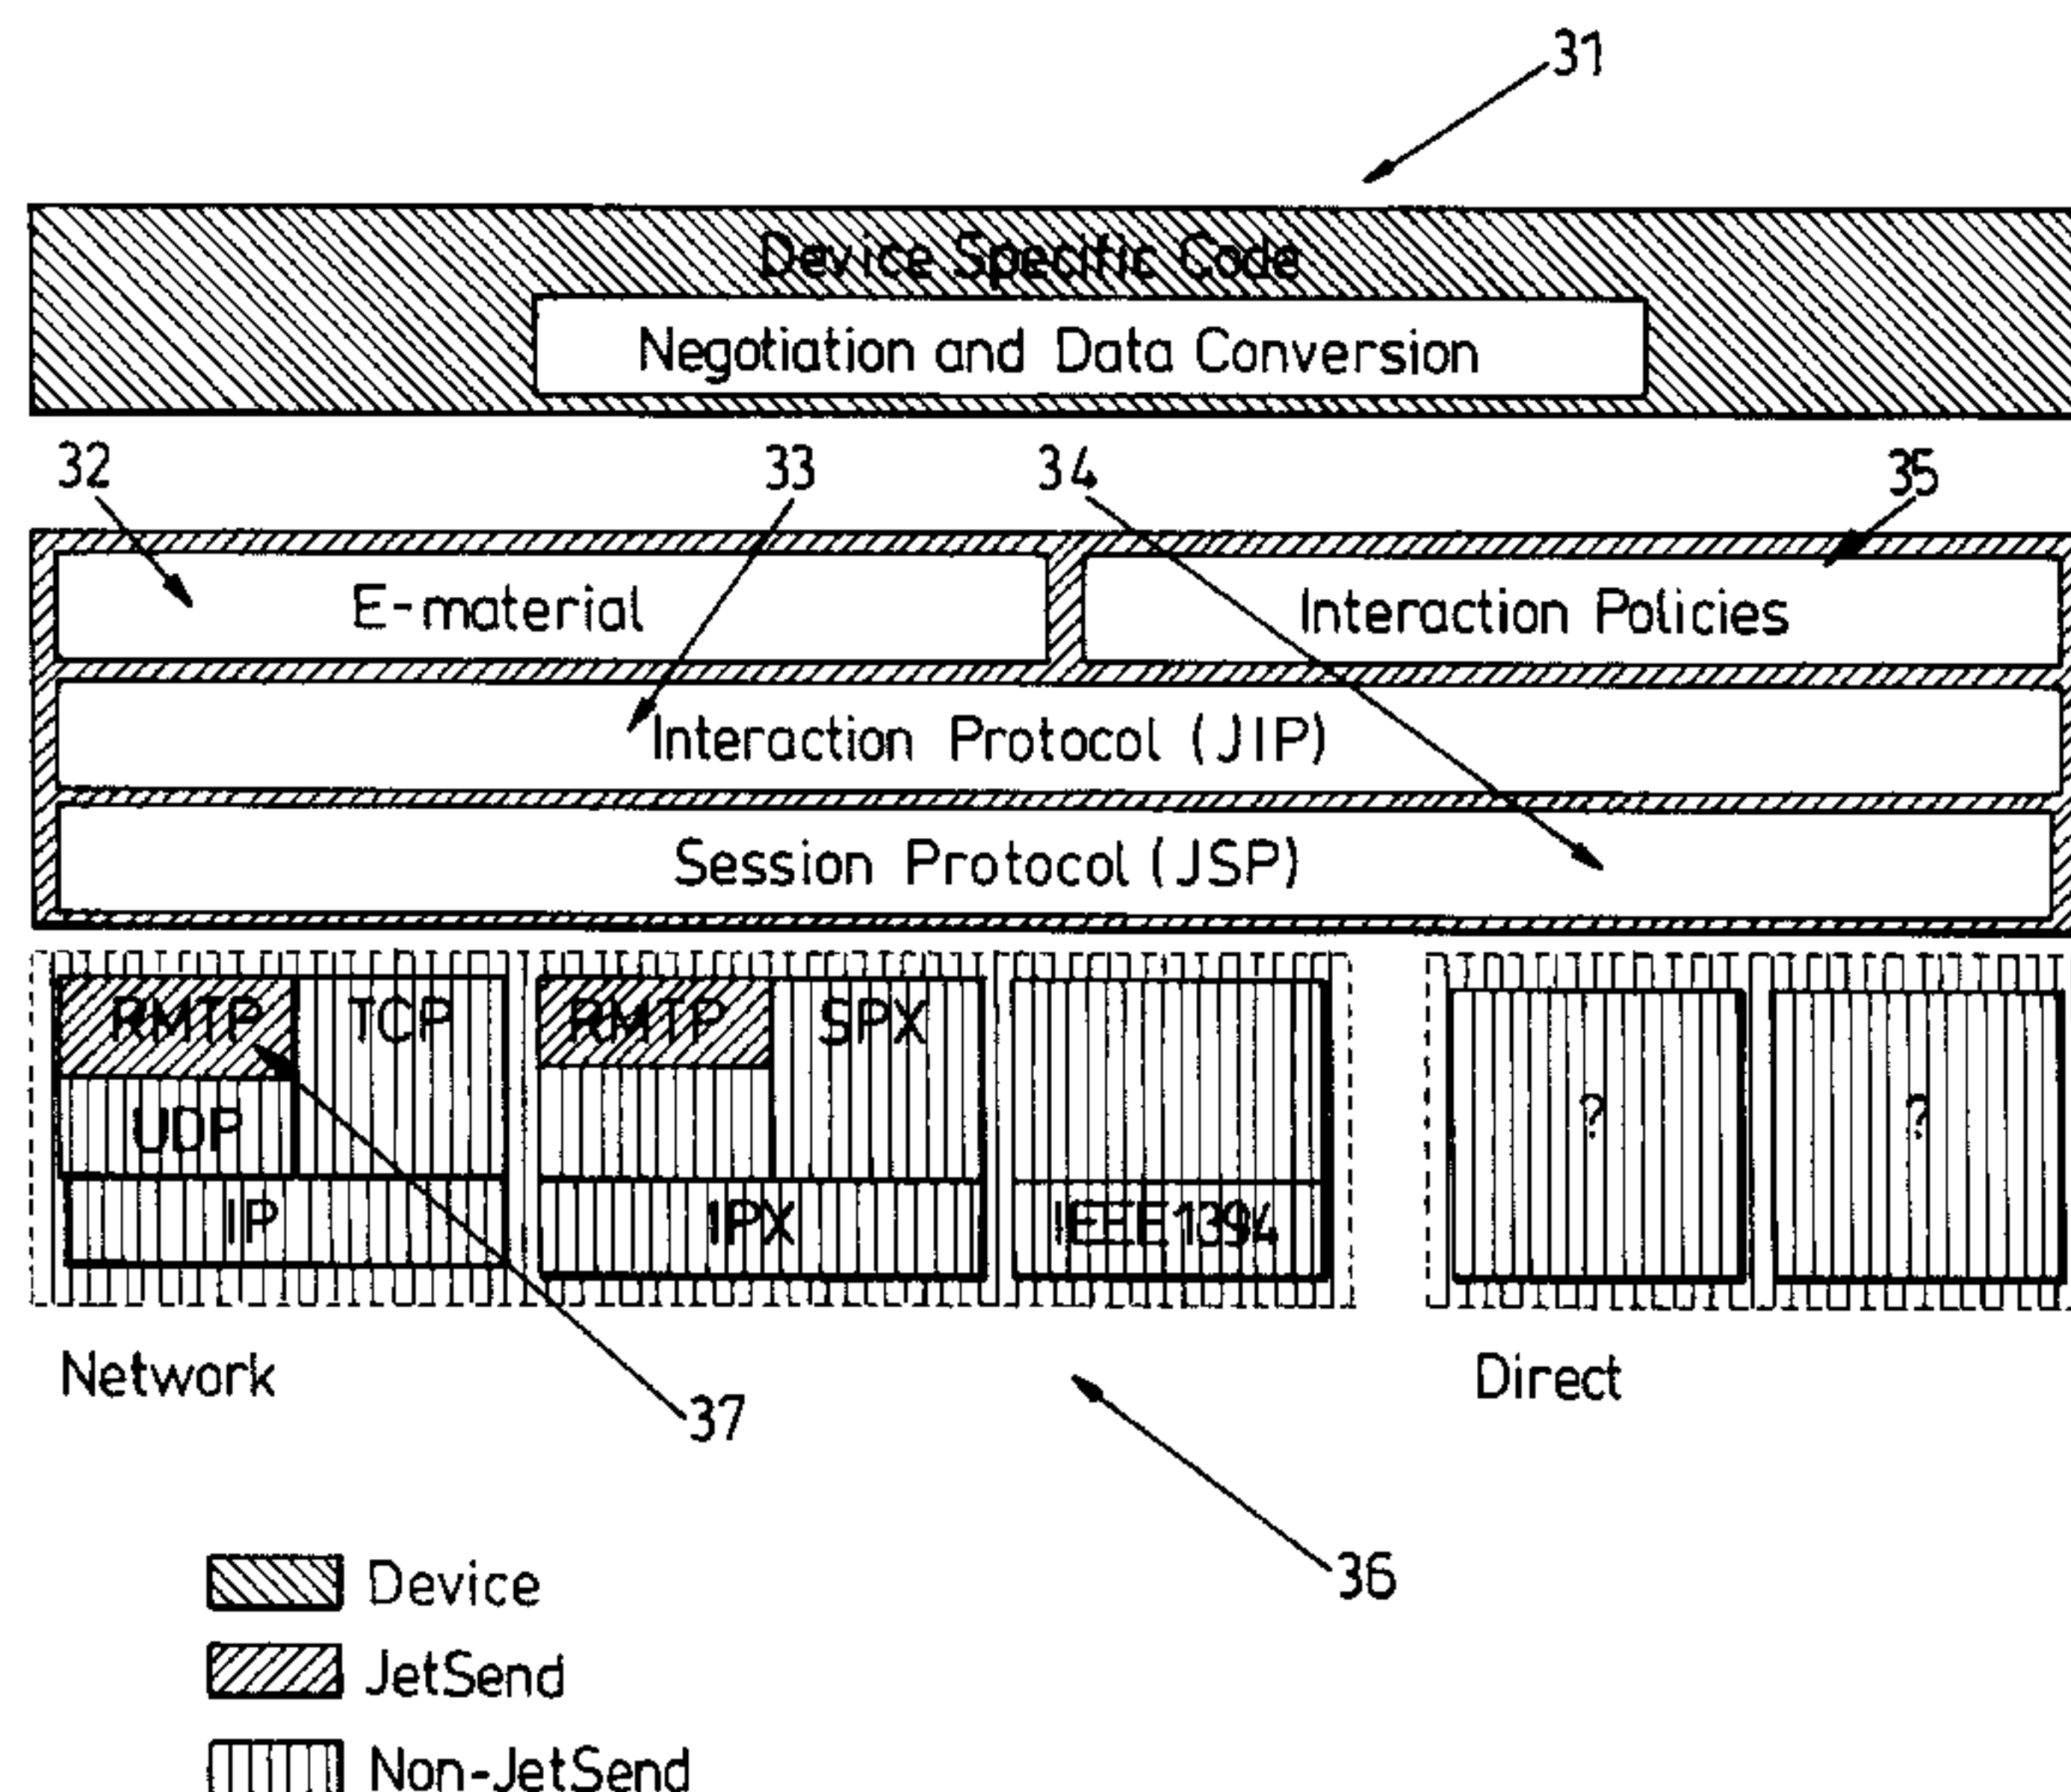 31
Device Specific Code
Negotiation and Data Conversion
32 33 34 35
E-material Interaction Policies
Interaction Protocol (JIP)
Session Protocol (JSP)
RMTP TCP RMTP SPX
UDP ? ?
IP IPX IEEE1394
Network Direct
37
36
Device
JetSend
Non-JetSend